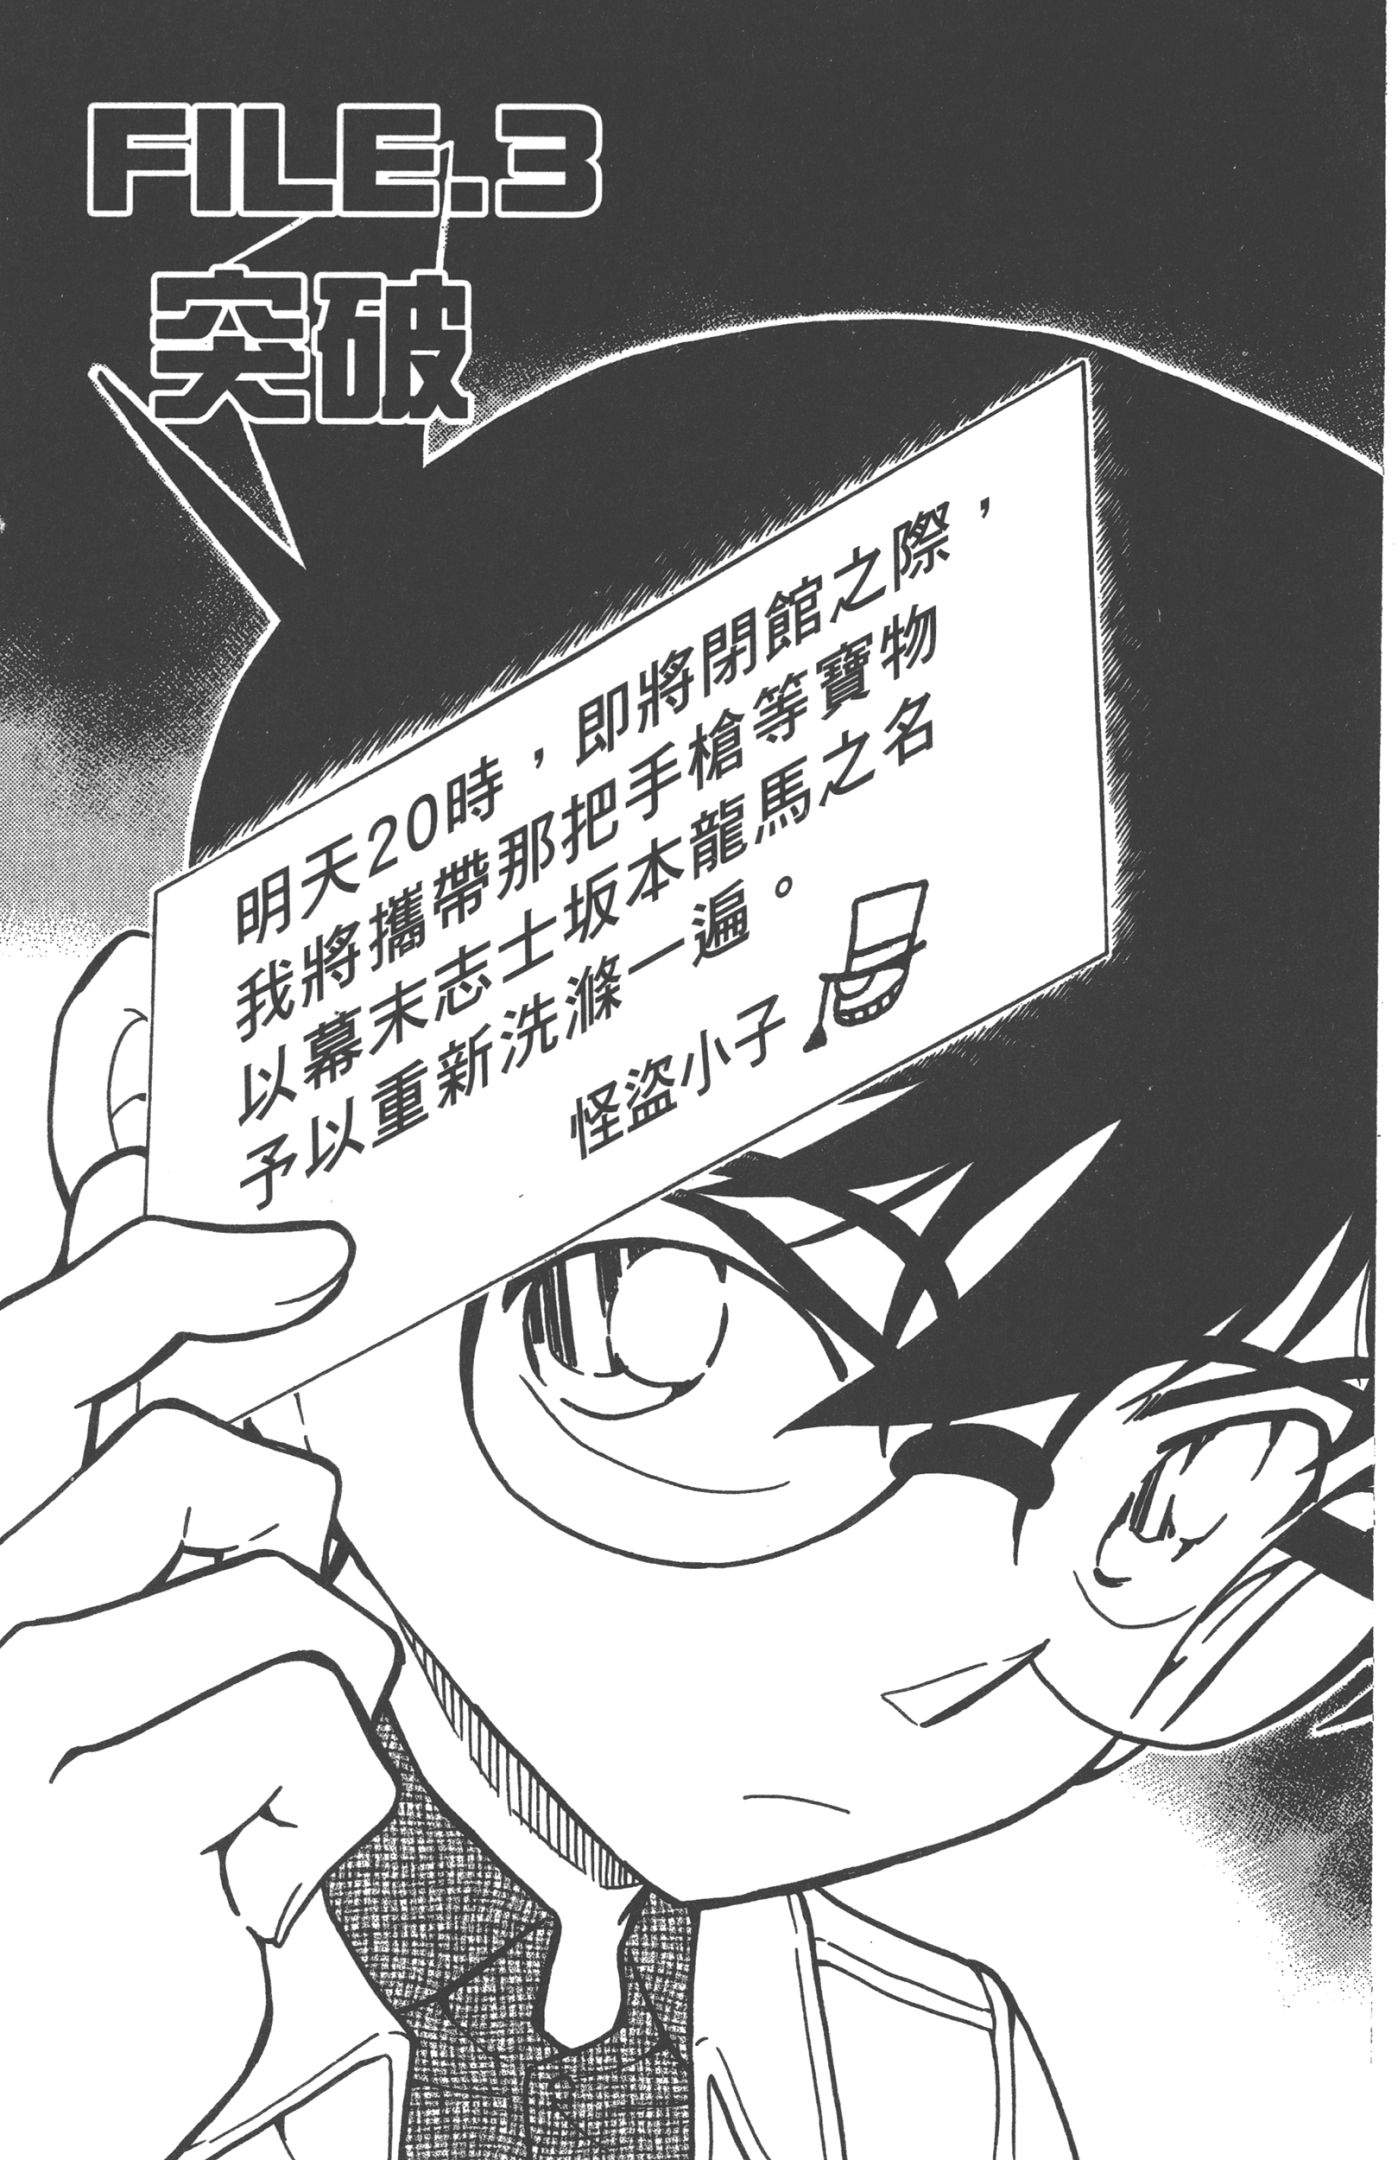 FILE.3
突破
明天20時，即將閉館之際，
我將攜帶那把手槍等寶物
以幕末志士坂本龍馬之名
予以重新洗滌一遍。
怪盜小子